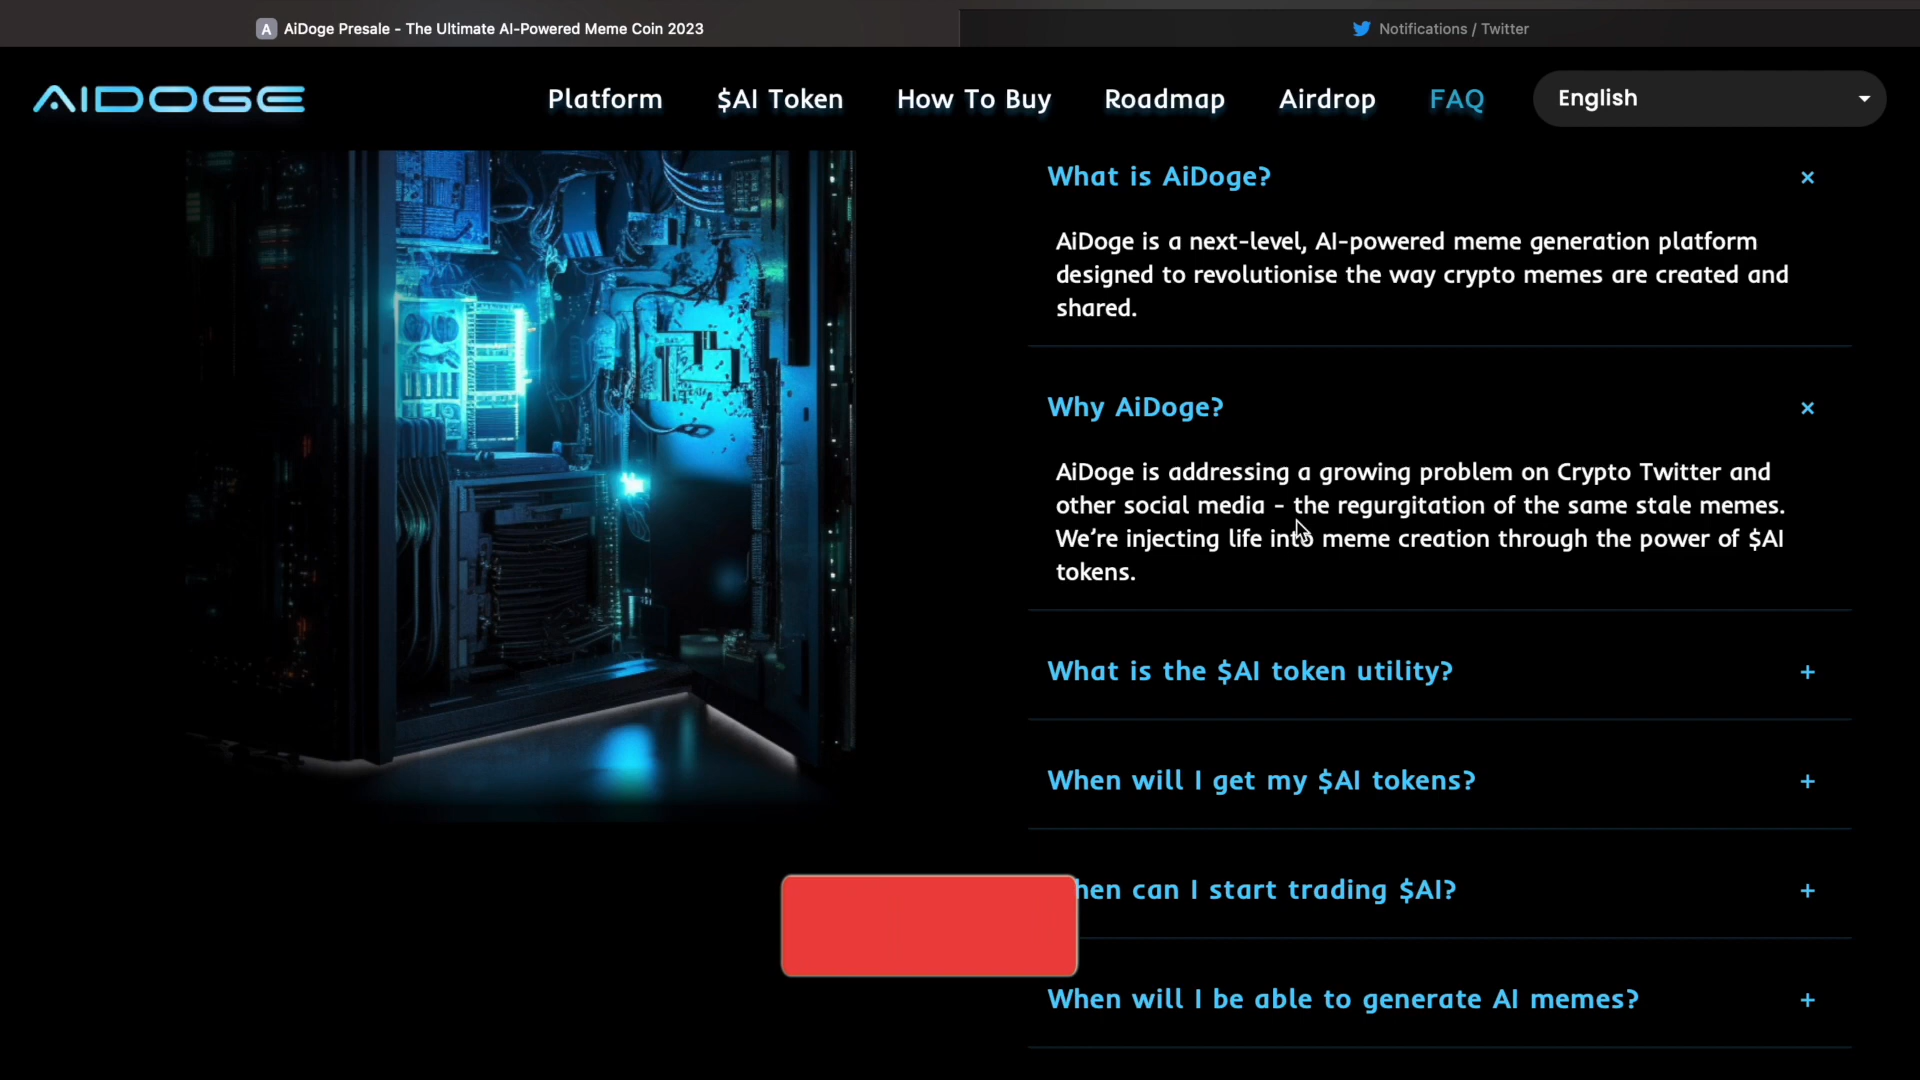 A AiDoge Presale - The Ultimate AI-Powered Meme Coin 2023
Notifications / Twitter
AIDOGE
Platform
$AI Token
How To Buy
Roadmap
Airdrop
FAQ
English
What is AiDoge?
AiDoge is a next-level, AI-powered meme generation platform
designed to revolutionise the way crypto memes are created and
shared.
Why AiDoge?
AiDoge is addressing a growing problem on Crypto Twitter and
other social media - the regurgitation of the same stale memes.
We're injecting life into meme creation through the power of $AI
tokens.
What is the $AI token utility?
When will I get my $AI tokens?
hen can I start trading $AI?
When will I be able to generate AI memes?